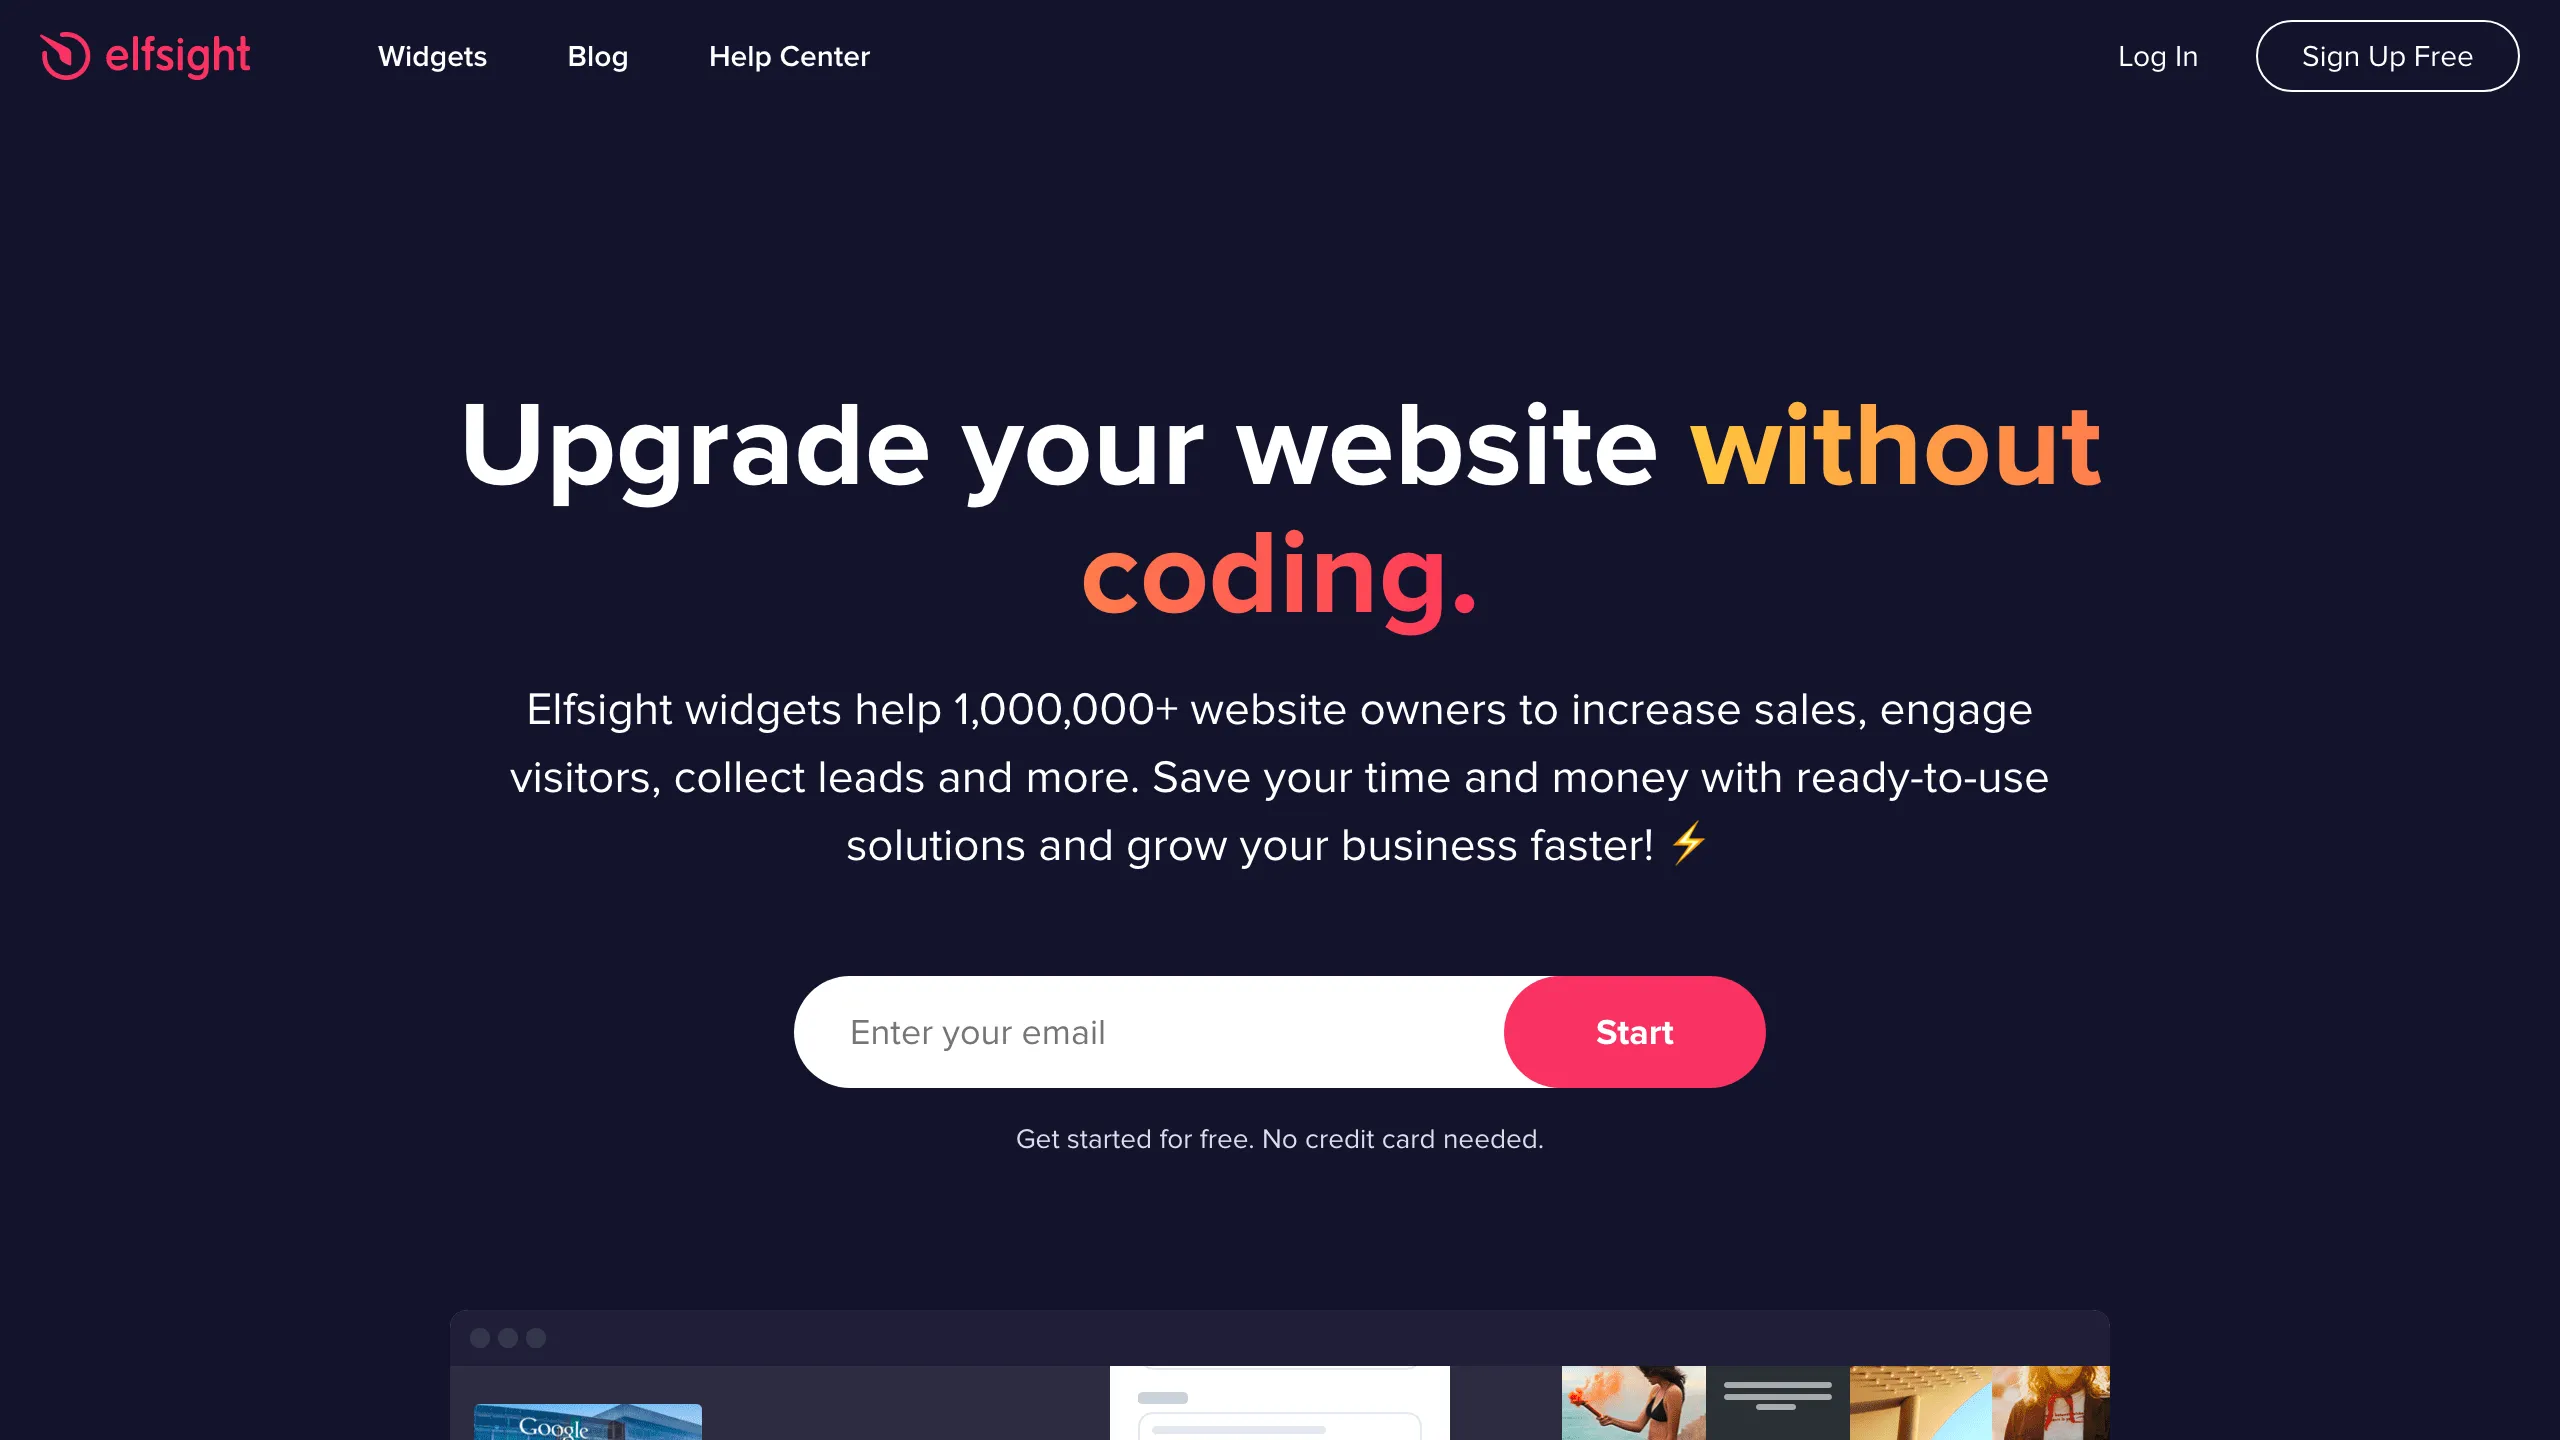 elfsight
Widgets
Blog
Help Center
Log In
Sign Up Free
Upgrade your website without
coding.
Elfsight widgets help 1,000,000+ website owners to increase sales, engage
visitors, collect leads and more. Save your time and money with ready-to-use
solutions and grow your business faster! ⚡
Enter your email
Start
Get started for free. No credit card needed.
Google